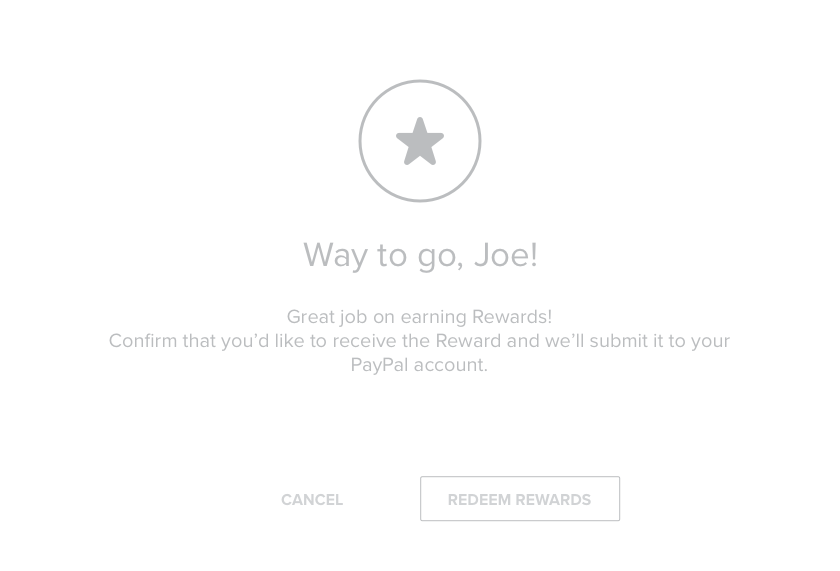 Way to go, Joe!
Great job on earning Rewards!
Confirm that you’d like to receive the Reward and we’ll submit it to your
PayPal account.
CANCEL
REDEEM REWARDS